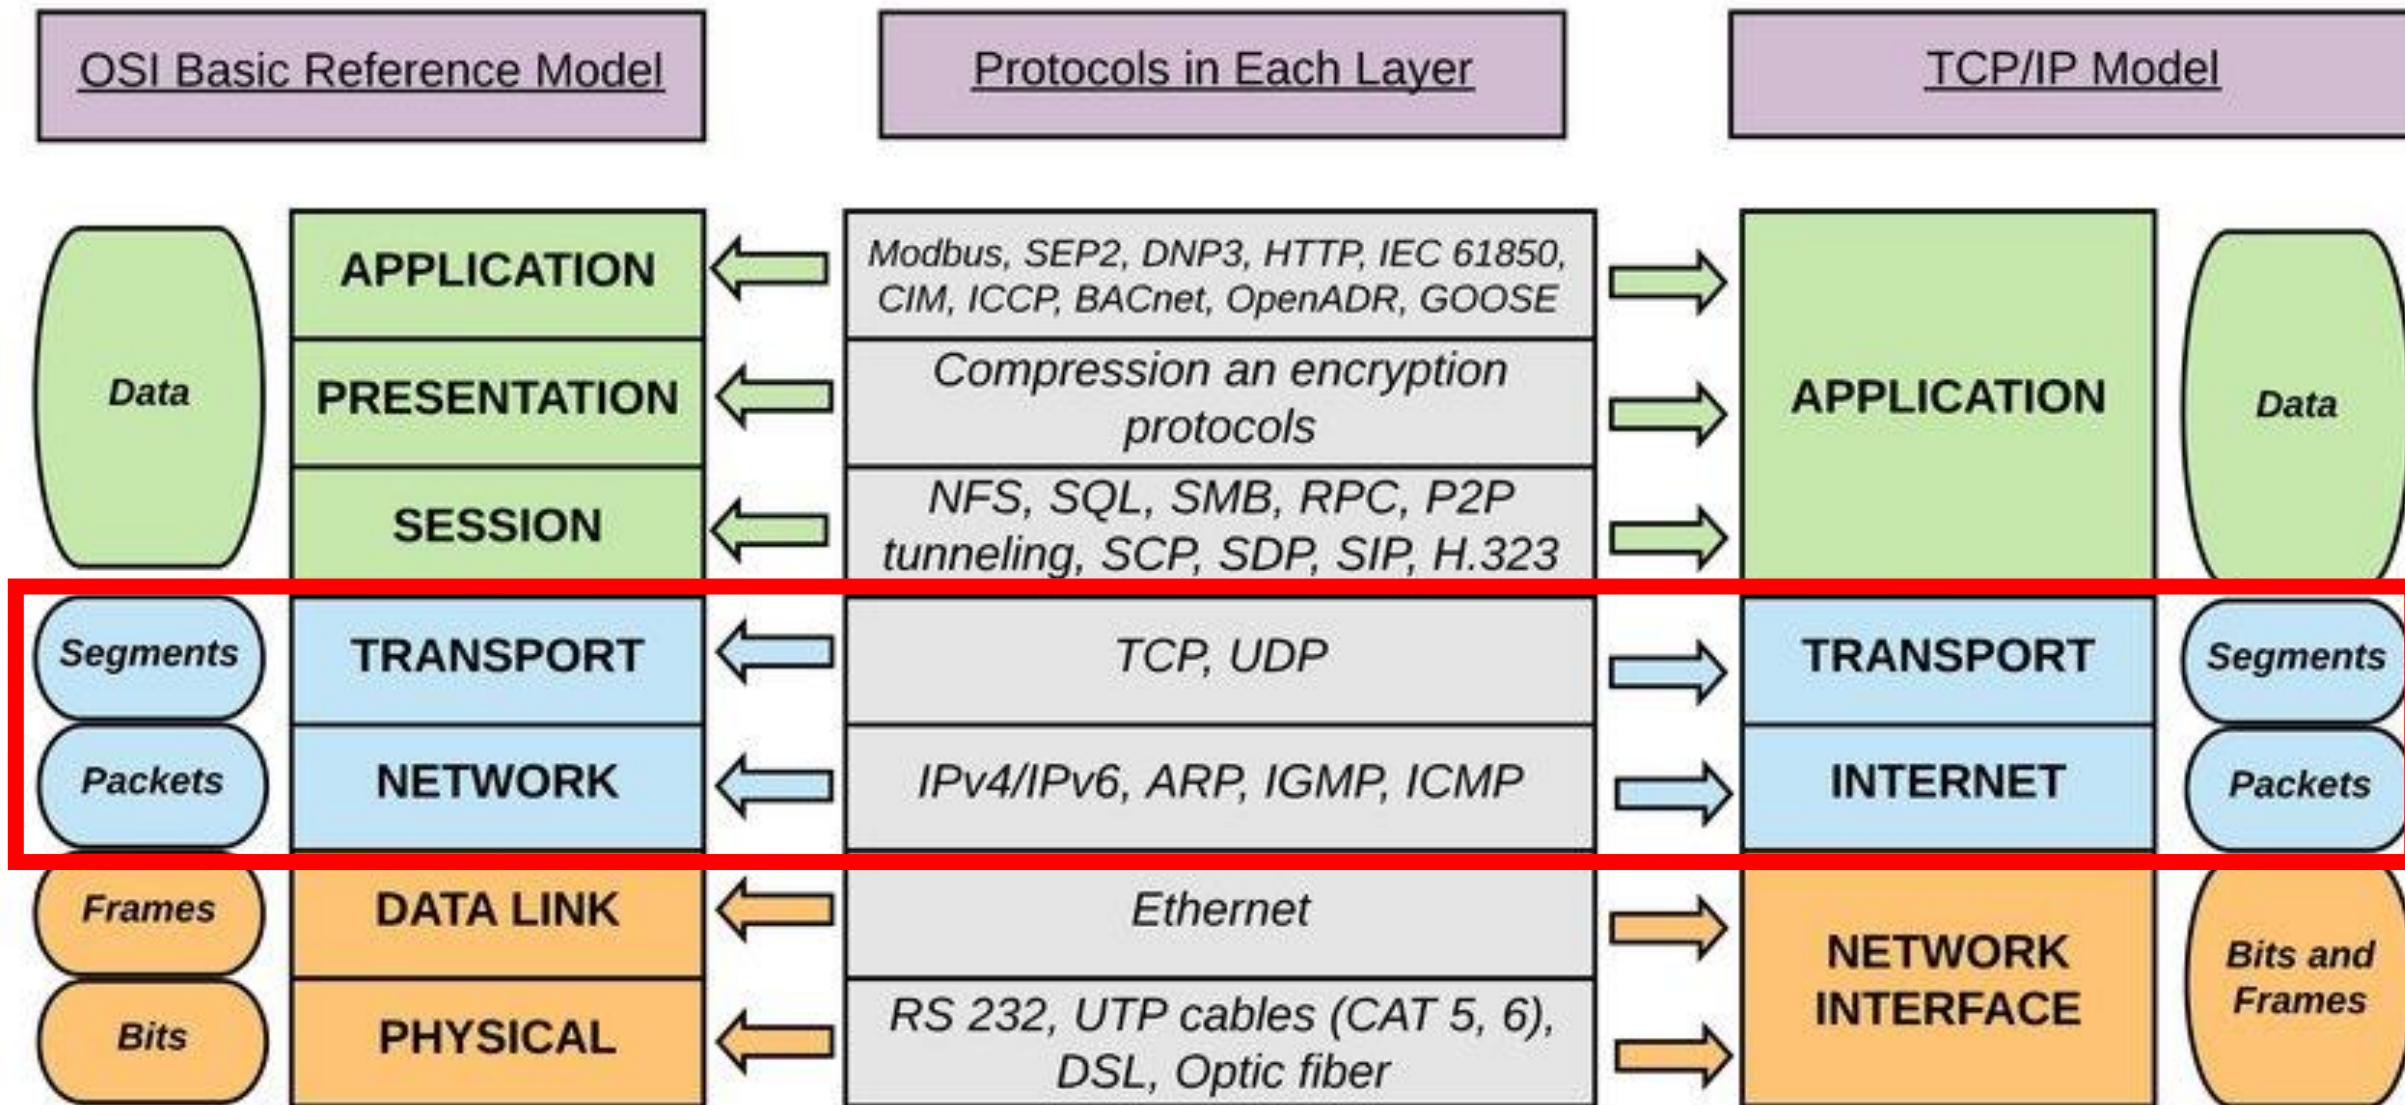 OSI Basic Reference Model
Protocols in Each Layer
TCP/IP Model
Data
APPLICATION
Modbus, SEP2, DNP3, HTTP, IEC 61850,
CIM, ICCP, BACnet, OpenADR, GOOSE
PRESENTATION
Compression an encryption
protocols
SESSION
NFS, SQL, SMB, RPC, P2P
tunneling, SCP, SDP, SIP, H.323
APPLICATION
Data
Segments
TRANSPORT
TCP, UDP
TRANSPORT
Segments
Packets
NETWORK
IPv4/IPv6, ARP, IGMP, ICMP
INTERNET
Packets
Frames
DATA LINK
Ethernet
Bits
PHYSICAL
RS 232, UTP cables (CAT 5, 6),
DSL, Optic fiber
NETWORK
INTERFACE
Bits and
Frames